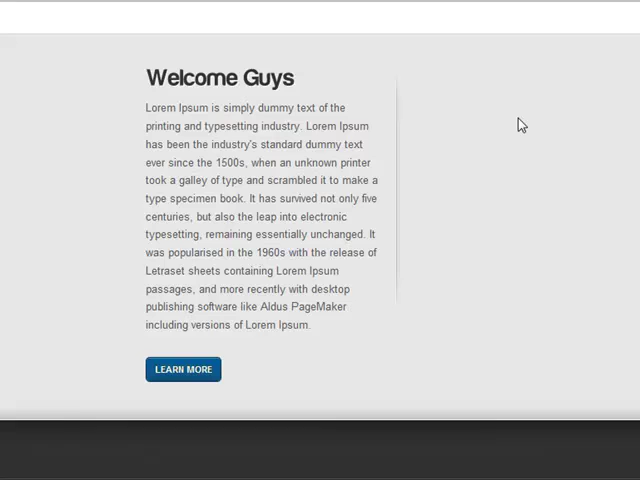 Welcome Guys
Lorem Ipsum is simply dummy text of the
printing and typesetting industry. Lorem Ipsum
has been the industry's standard dummy text
ever since the 1500s, when an unknown printer
took a galley of type and scrambled it to make a
type specimen book. It has survived not only five
centuries, but also the leap into electronic
typesetting, remaining essentially unchanged. It
was popularised in the 1960s with the release of
Letraset sheets containing Lorem Ipsum
passages, and more recently with desktop
publishing software like Aldus PageMaker
including versions of Lorem Ipsum.
LEARN MORE